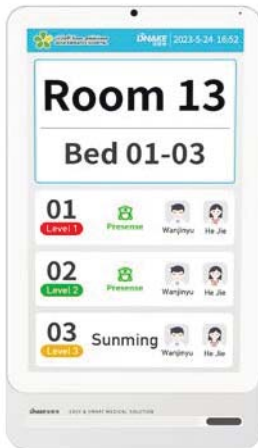 DNAKE 2023-5-24 16:52
Room 13
Bed 01-03
01
Level 1
Presense
Wanjinyu
He Jie
02
Level 2
Presense
Wanjinyu
He Jie
03
Level 3
Sunming
Wanjinyu
He Jie
DNAKE EASY & SMART MEDICAL SOLUTION